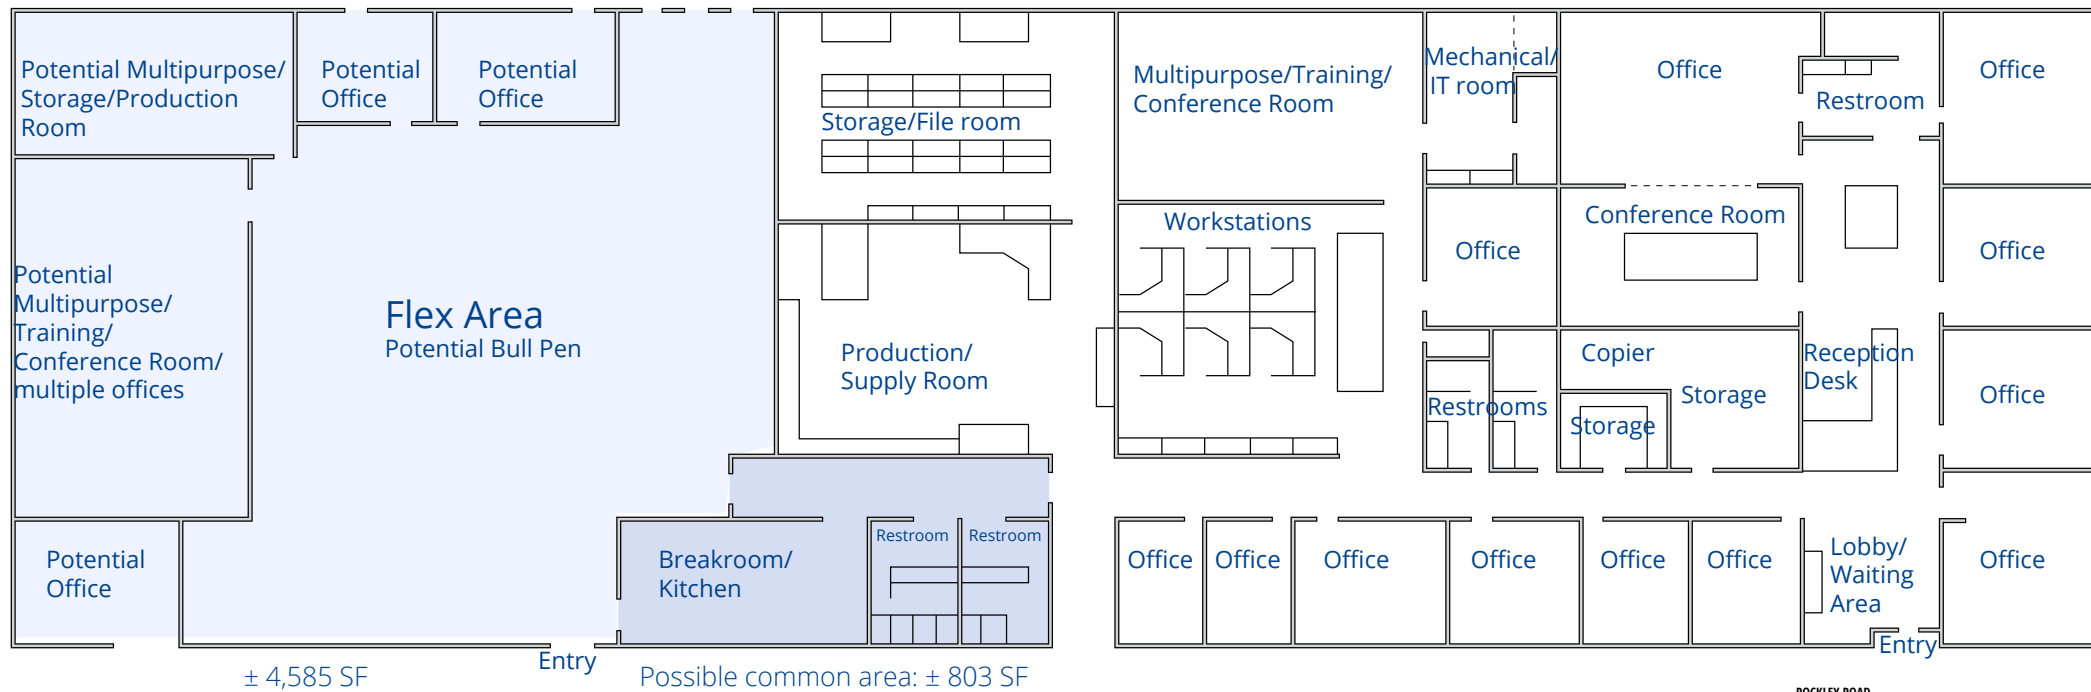 Potential Multipurpose/
Storage/Production
Room
Potential
Office
Potential
Office
Storage/File room
Multipurpose/Training/
Conference Room
Mechanical/
IT room
Office
Restroom
Office
Potential
Multipurpose/
Training/
Conference Room/
multiple offices
Flex Area
Potential Bull Pen
Workstations
Office
Conference Room
Office
Production/
Supply Room
Restrooms
Copier
Storage
Storage
Reception
Desk
Office
Potential
Office
Breakroom/
Kitchen
Restroom
Restroom
Office
Office
Office
Office
Office
Office
Lobby/
Waiting
Area
Office
Entry
Entry
± 4,585 SF
Possible common area: ± 803 SF
ROCKLEY ROAD